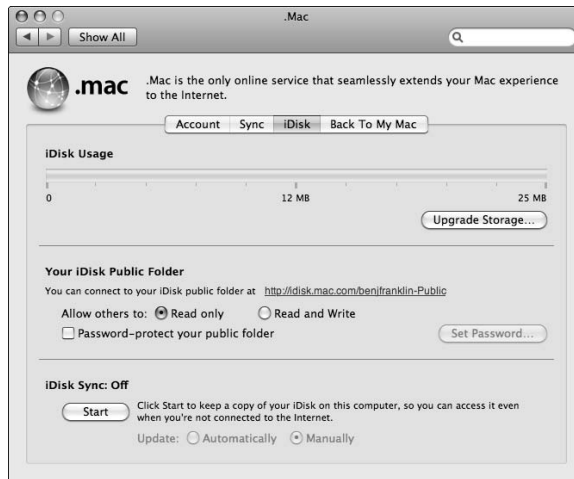 .Mac
Show All
.mac
.Mac is the only online service that seamlessly extends your Mac experience
to the Internet.
Account Sync iDisk Back To My Mac
iDisk Usage
0 12 MB 25 MB
Upgrade Storage...
Your iDisk Public Folder
You can connect to your iDisk public folder at http://idisk.mac.com/benjfranklin-Public
Allow others to: Read only Read and Write
Password-protect your public folder Set Password...
iDisk Sync: Off
Start Click Start to keep a copy of your iDisk on this computer, so you can access it even
when you're not connected to the Internet.
Update: Automatically Manually